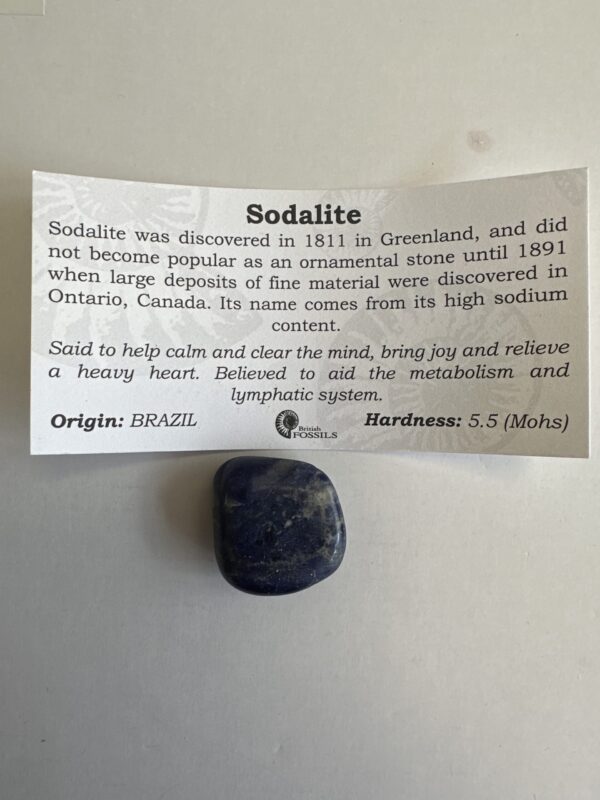 Sodalite
Sodalite was discovered in 1811 in Greenland, and did
not become popular as an ornamental stone until 1891
when large deposits of fine material were discovered in
Ontario, Canada. Its name comes from its high sodium
content.
Said to help calm and clear the mind, bring joy and relieve
a heavy heart. Believed to aid the metabolism and
lymphatic system.
Origin: BRAZIL
British
FOSSILS
Hardness: 5.5 (Mohs)